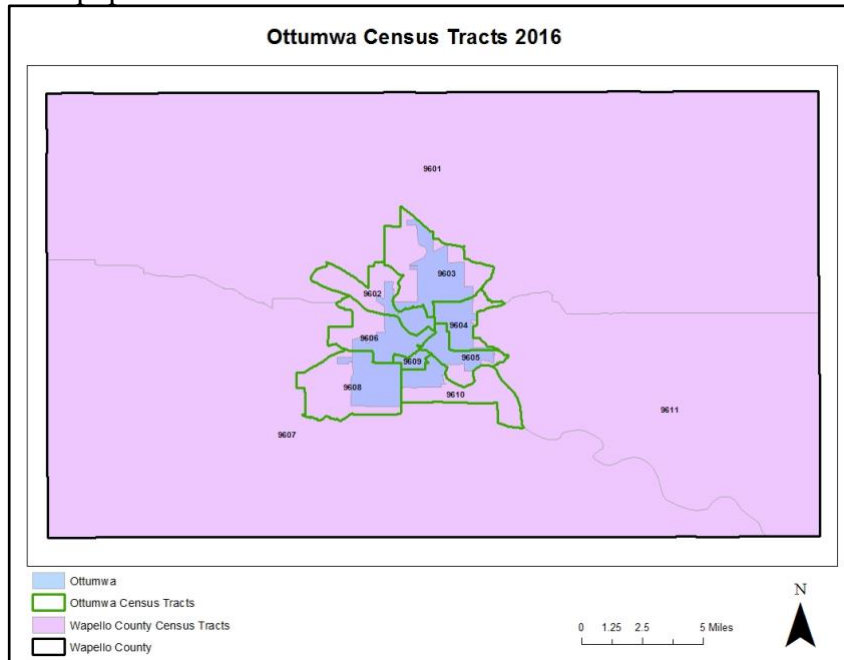 Ottumwa Census Tracts 2016
9601
9603
9602
9604
9606
9605
9609
9608
9610
9611
9607
Ottumwa
Ottumwa Census Tracts
Wapello County Census Tracts
Wapello County
0 1.25 2.5 5 Miles
N